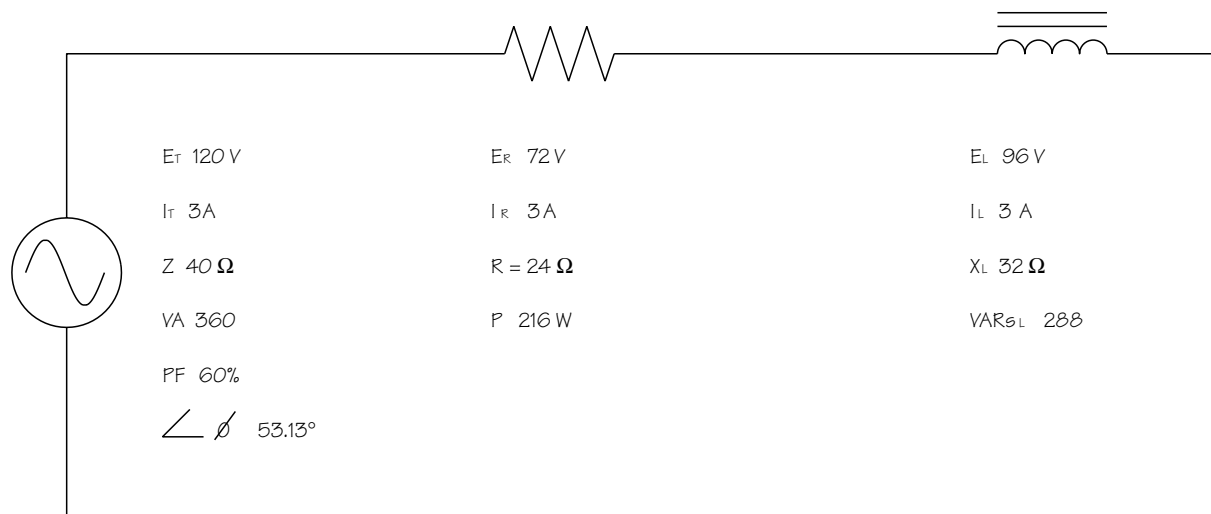 ET 120 V ER 72 V EL 96 V
IT 3A IR 3A IL 3 A
Z 40 Ω R = 24 Ω XL 32 Ω
VA 360 P 216 W VARsL 288
PF 60%
∠ ϕ 53.13°